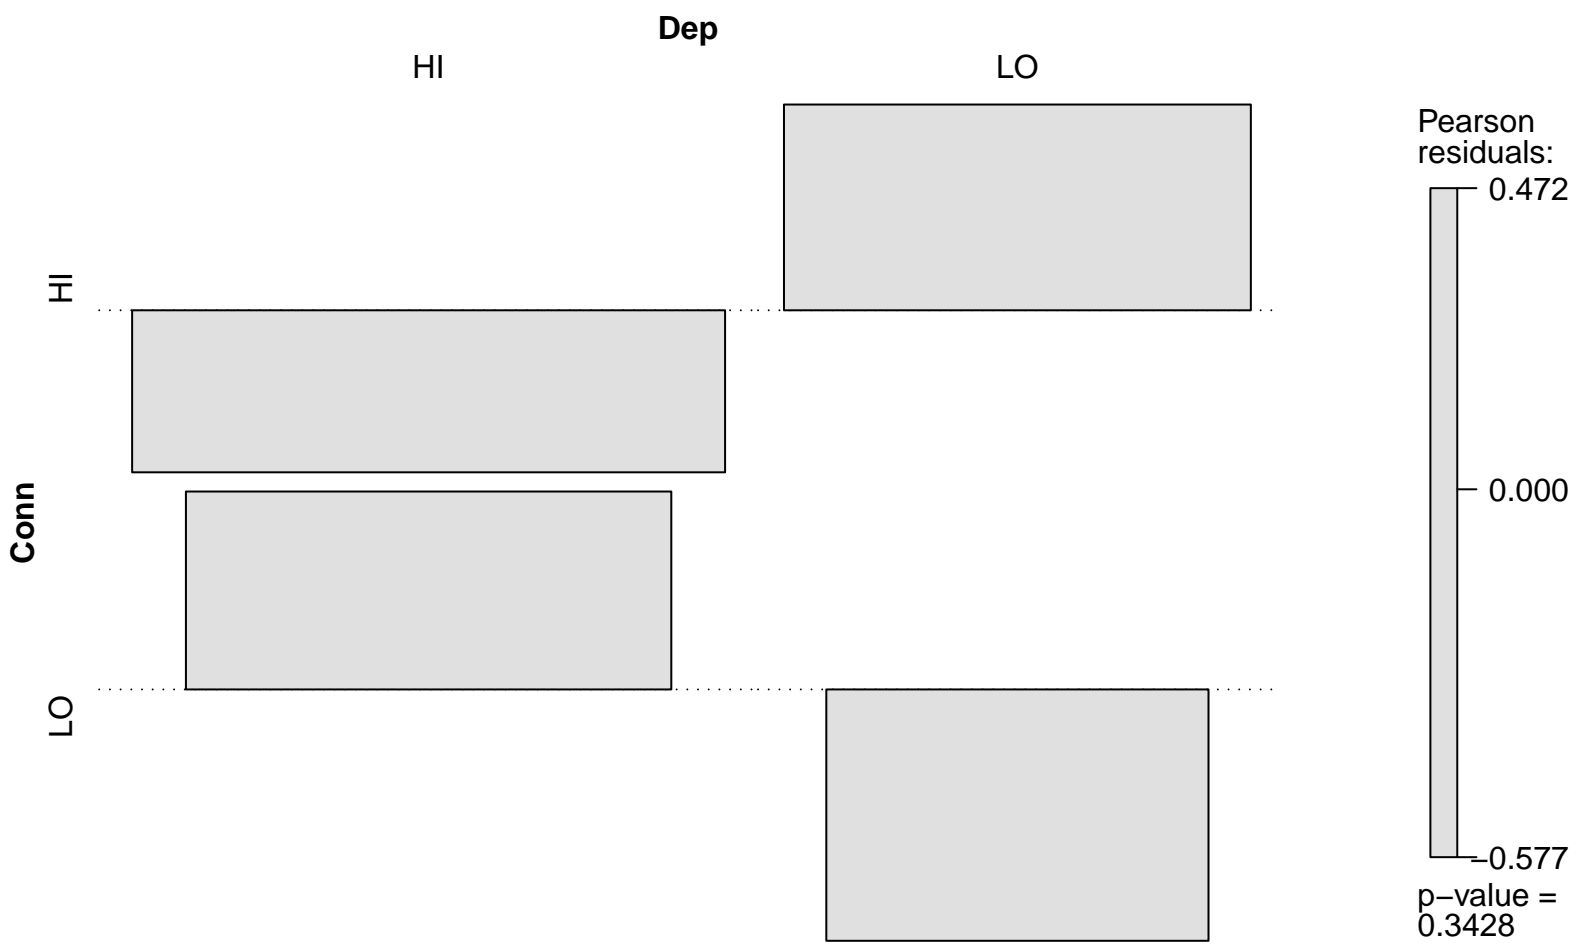 Dep
HI
LO
Pearson
residuals:
0.472
HI
0.000
Conn
LO
−0.577
p−value =
0.3428